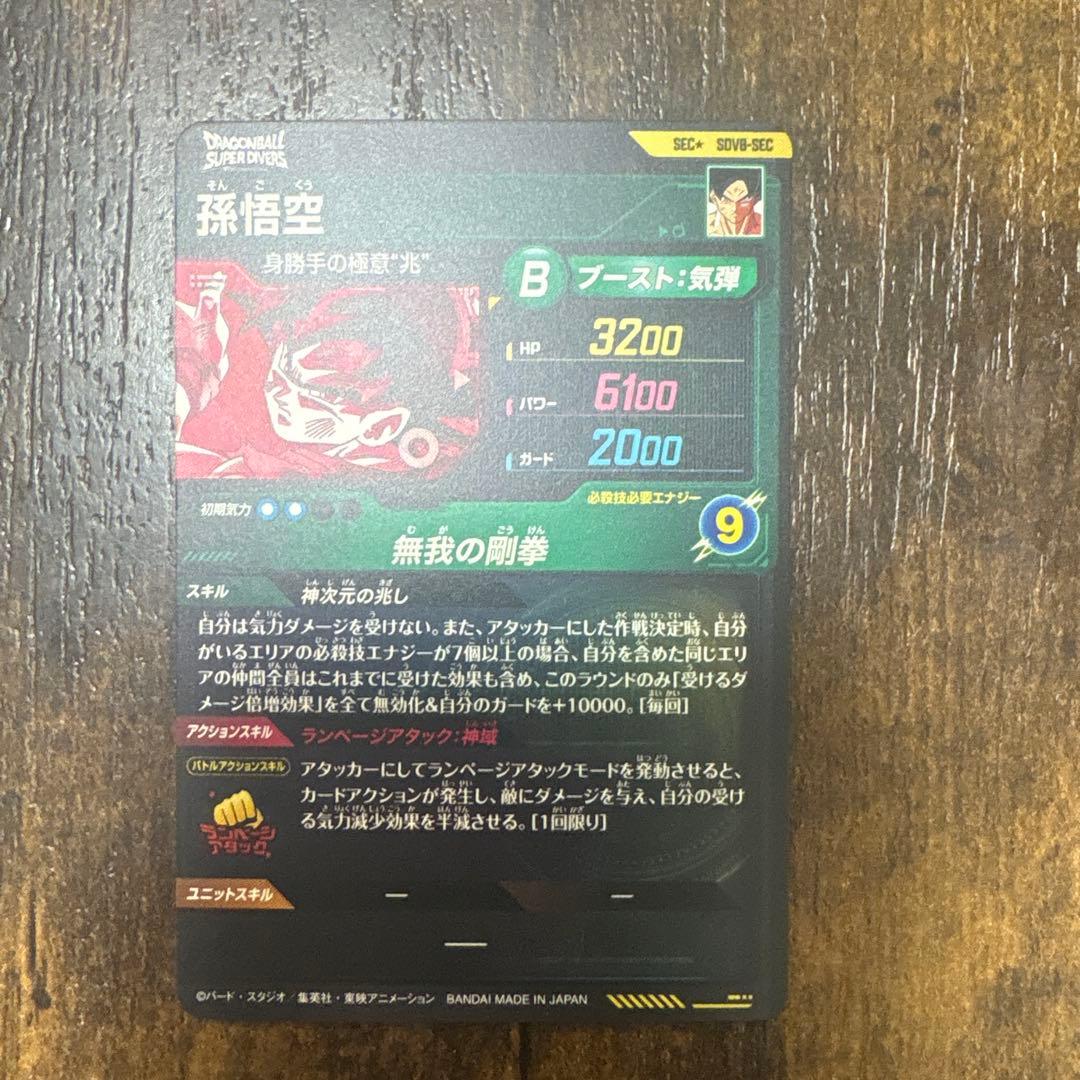 DRAGONBALL
SUPER DIVERS
SEC★ SDV8-SEC
そん ご くう
孫悟空
身勝手の極意"兆"
B ブースト:気弾
HP 3200
パワー 6100
ガード 2000
初期気力
必殺技必要エナジー
9
む が ごう けん
無我の剛拳
スキル
しん じ げん きざ
神次元の兆し
自分は気力ダメージを受けない。また、アタッカーにした作戦決定時、自分
がいるエリアの必殺技エナジーが7個以上の場合、自分を含めた同じエリ
アの仲間全員はこれまでに受けた効果も含め、このラウンドのみ「受けるダ
メージ倍増効果」を全て無効化&自分のガードを+10000。[毎回]
アクションスキル
しん いき
ランページアタック:神域
バトルアクションスキル
アタッカーにしてランページアタックモードを発動させると、
カードアクションが発生し、敵にダメージを与え、自分の受け
る気力減少効果を半減させる。[1回限り]
ランページ
アタック
ユニットスキル
ー ー
ー
©バード・スタジオ/集英社・東映アニメーション BANDAI MADE IN JAPAN